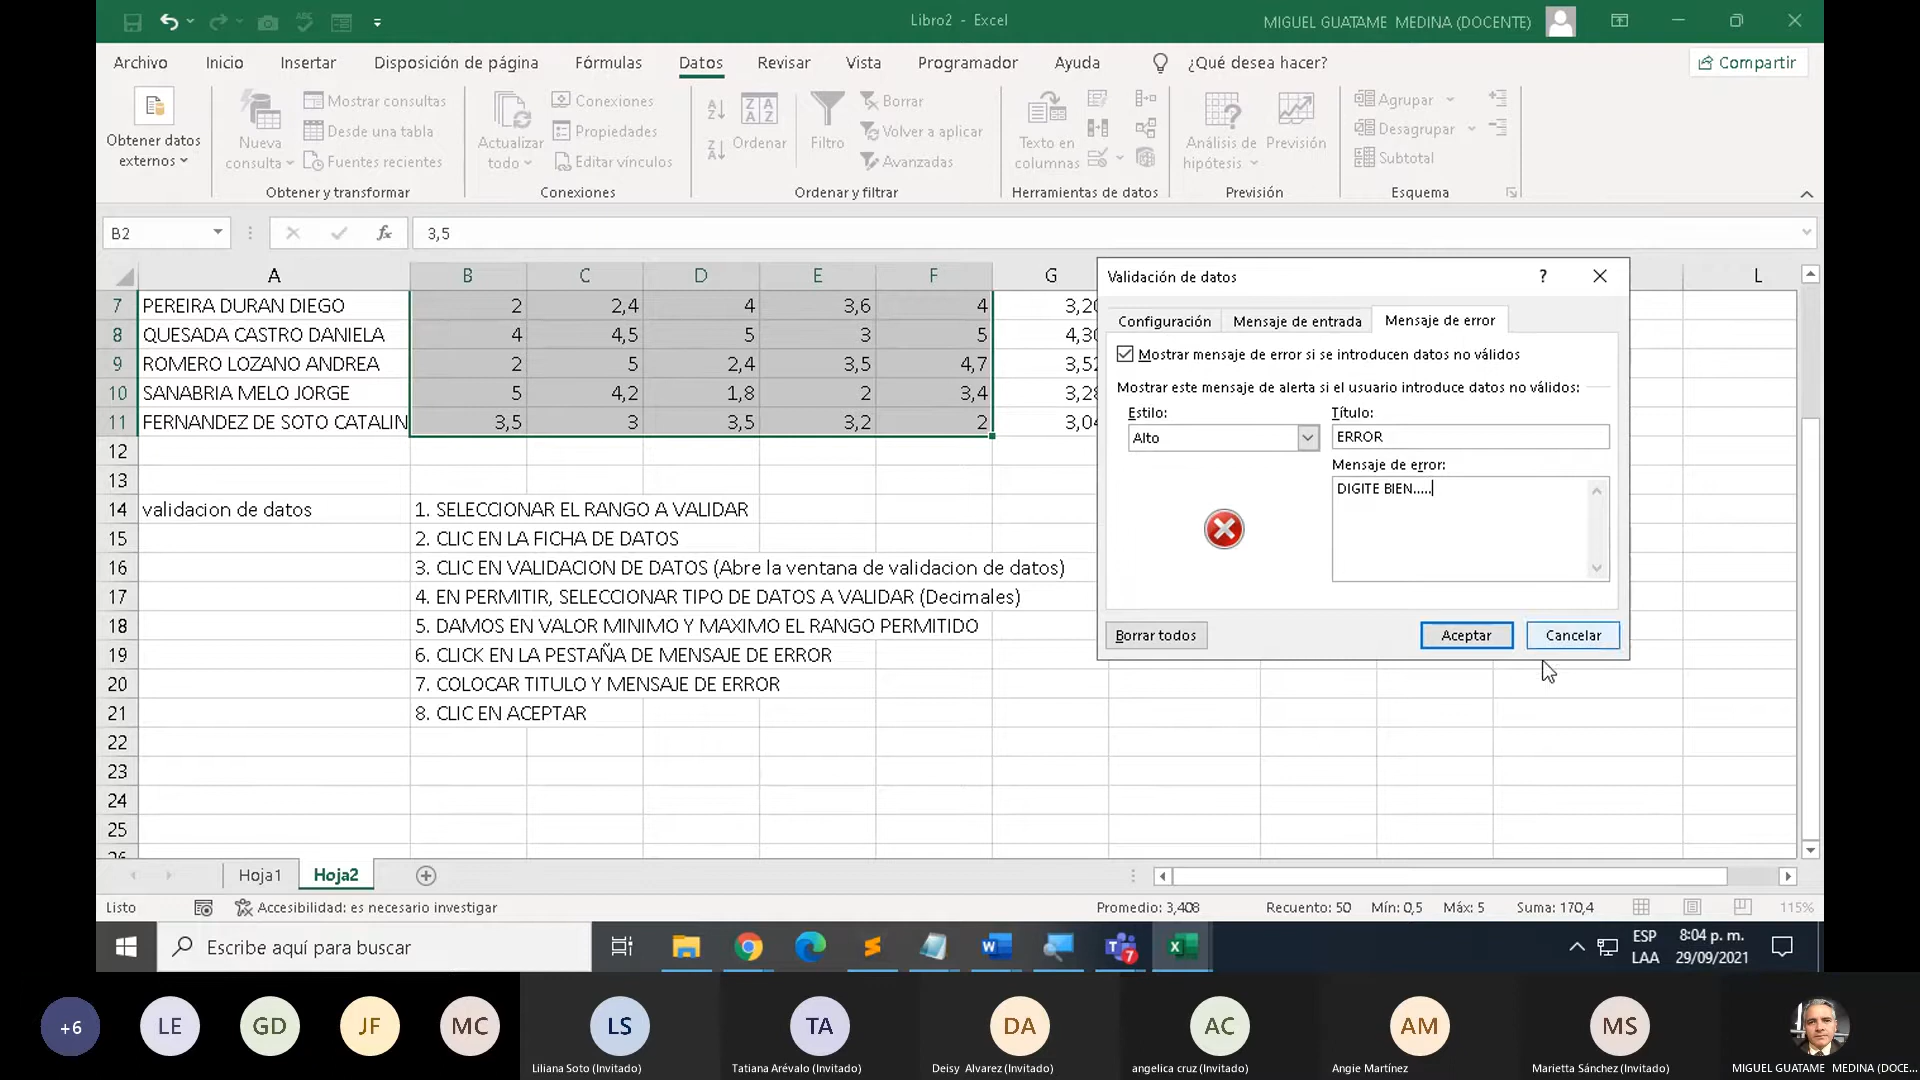 Libro2 - Excel
MIGUEL GUATAME MEDINA (DOCENTE)
Archivo Inicio Insertar Disposición de página Fórmulas Datos Revisar Vista Programador Ayuda ¿Qué desea hacer? Compartir
Obtener datos externos
Nueva consulta
Mostrar consultas
Desde una tabla
Fuentes recientes
Obtener y transformar
Actualizar todo
Conexiones
Propiedades
Editar vínculos
Conexiones
Ordenar
Filtro
Borrar
Volver a aplicar
Avanzadas
Ordenar y filtrar
Texto en columnas
Herramientas de datos
Análisis de hipótesis
Previsión
Previsión
Agrupar
Desagrupar
Subtotal
Esquema
B2 fx 3,5
A B C D E F G L
7 PEREIRA DURAN DIEGO 2 2,4 4 3,6 4 3,20
8 QUESADA CASTRO DANIELA 4 4,5 5 3 5 4,30
9 ROMERO LOZANO ANDREA 2 5 2,4 3,5 4,7 3,52
10 SANABRIA MELO JORGE 5 4,2 1,8 2 3,4 3,28
11 FERNANDEZ DE SOTO CATALIN 3,5 3 3,5 3,2 2 3,04
12
13
14 validacion de datos 1. SELECCIONAR EL RANGO A VALIDAR
15 2. CLIC EN LA FICHA DE DATOS
16 3. CLIC EN VALIDACION DE DATOS (Abre la ventana de validacion de datos)
17 4. EN PERMITIR, SELECCIONAR TIPO DE DATOS A VALIDAR (Decimales)
18 5. DAMOS EN VALOR MINIMO Y MAXIMO EL RANGO PERMITIDO
19 6. CLICK EN LA PESTAÑA DE MENSAJE DE ERROR
20 7. COLOCAR TITULO Y MENSAJE DE ERROR
21 8. CLIC EN ACEPTAR
22
23
24
25
26
Validación de datos ?
Configuración Mensaje de entrada Mensaje de error
Mostrar mensaje de error si se introducen datos no válidos
Mostrar este mensaje de alerta si el usuario introduce datos no válidos:
Estilo: Título:
Alto ERROR
Mensaje de error:
DIGITE BIEN.....
Borrar todos Aceptar Cancelar
Hoja1 Hoja2
Listo Accesibilidad: es necesario investigar Promedio: 3,408 Recuento: 50 Mín: 0,5 Máx: 5 Suma: 170,4 115%
Escribe aquí para buscar
7
ESP
LAA
8:04 p. m.
29/09/2021
+6 LE GD JF MC LS TA DA AC AM MS
Liliana Soto (Invitado) Tatiana Arévalo (Invitado) Deisy Alvarez (Invitado) angelica cruz (Invitado) Angie Martínez Marietta Sánchez (Invitado) MIGUEL GUATAME MEDINA (DOCE...